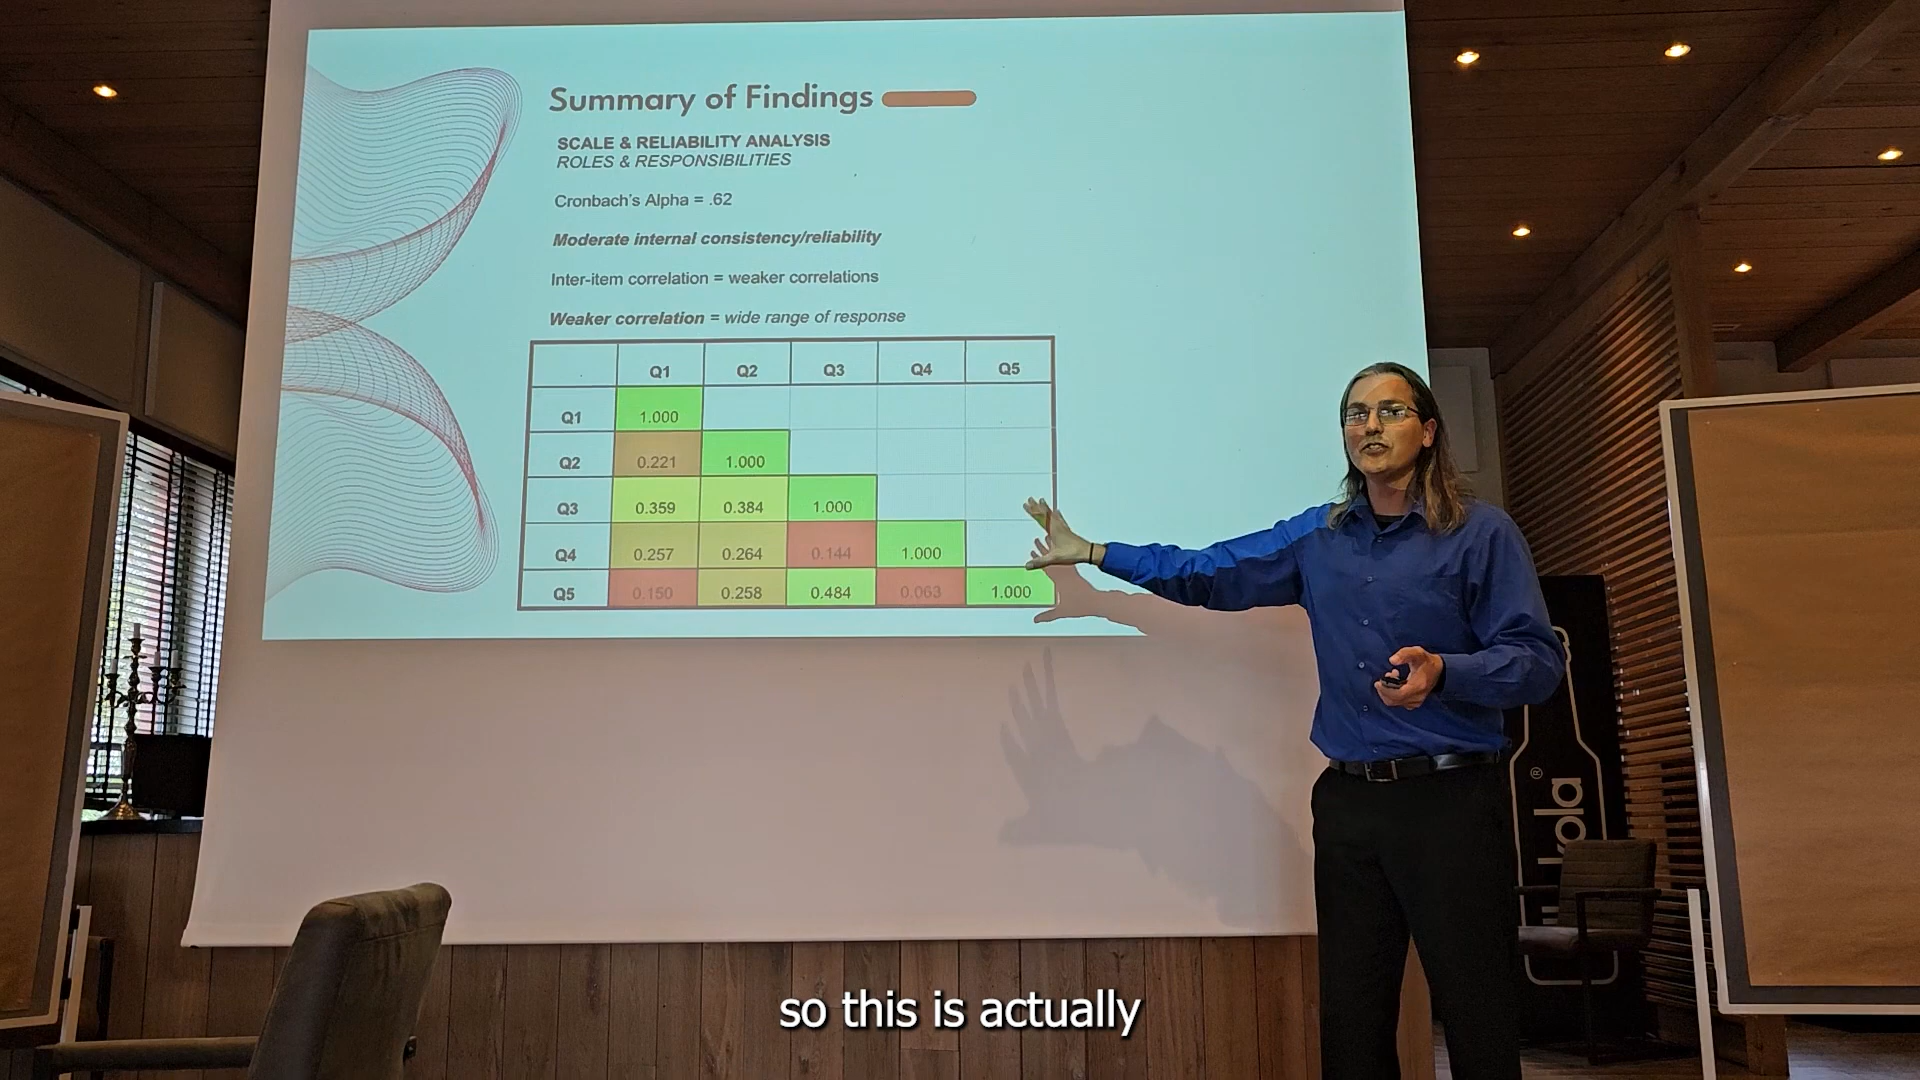 Summary of Findings
SCALE & RELIABILITY ANALYSIS
ROLES & RESPONSIBILITIES
Cronbach's Alpha = .62
Moderate internal consistency/reliability
Inter-item correlation = weaker correlations
Weaker correlation = wide range of response
Q1 Q2 Q3 Q4 Q5
Q1 1.000
Q2 0.221 1.000
Q3 0.359 0.384 1.000
Q4 0.257 0.264 0.144 1.000
Q5 0.150 0.258 0.484 0.063 1.000
kola®
so this is actually